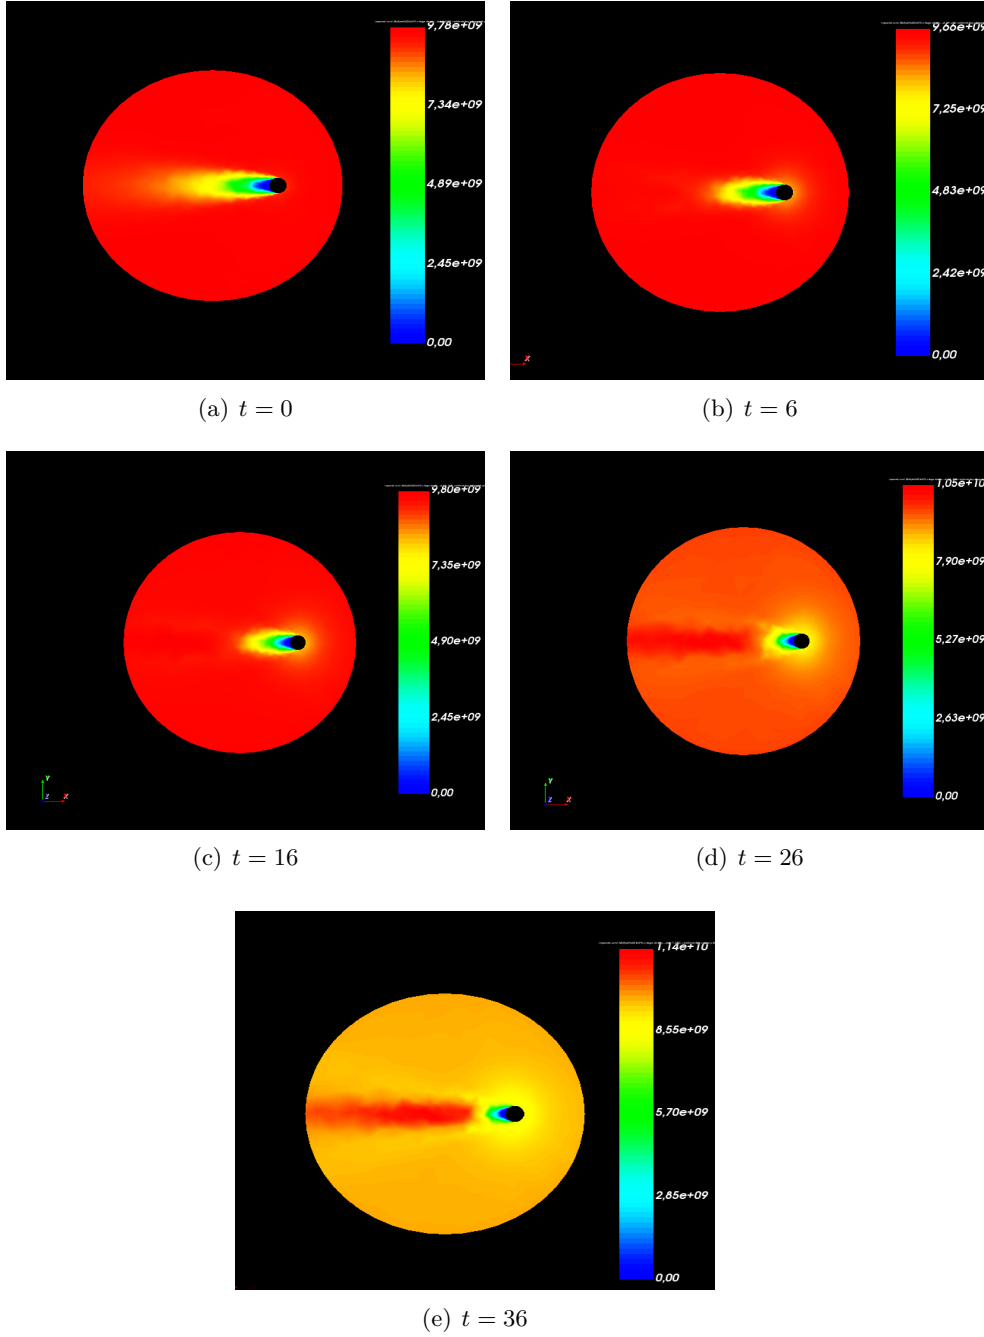 9,78e+09
7,34e+09
4,89e+09
2,45e+09
0,00
(a) t = 0
9,66e+09
7,25e+09
4,83e+09
2,42e+09
0,00
X
(b) t = 6
9,80e+09
7,35e+09
4,90e+09
2,45e+09
0,00
Y
Z X
(c) t = 16
1,05e+10
7,90e+09
5,27e+09
2,63e+09
0,00
Y
Z X
(d) t = 26
1,14e+10
8,55e+09
5,70e+09
2,85e+09
0,00
(e) t = 36